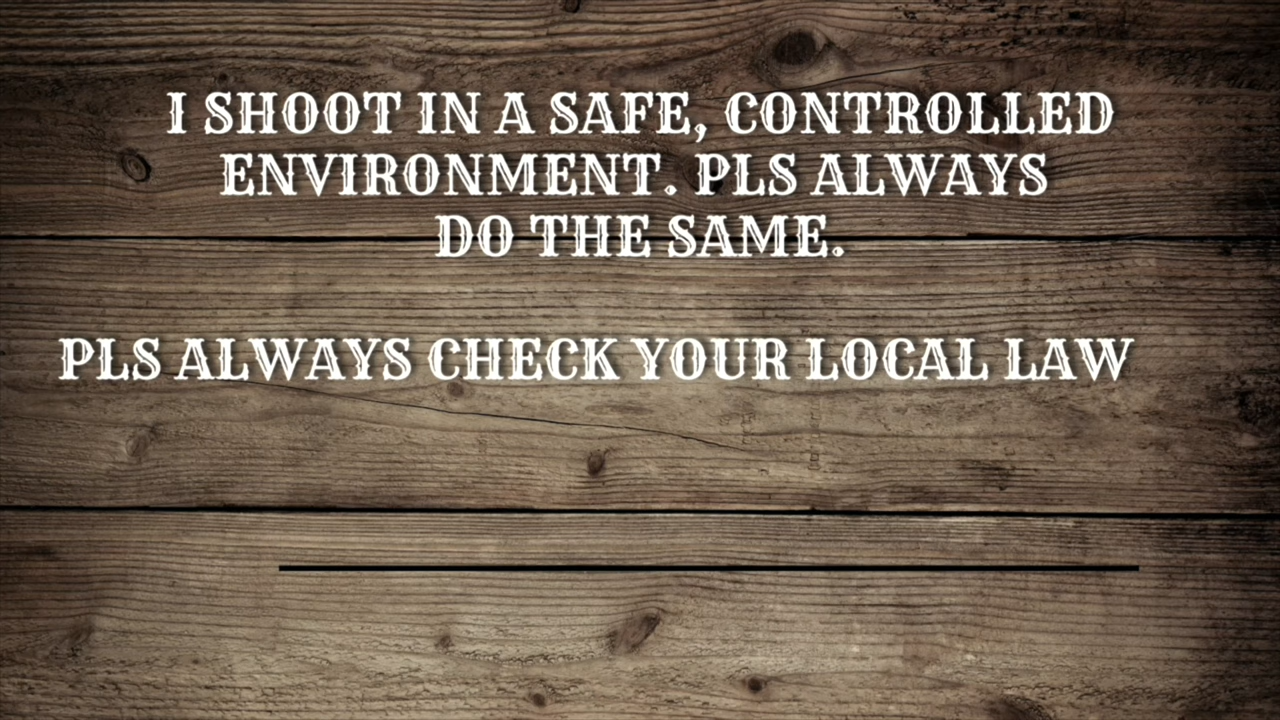 I SHOOT IN A SAFE, CONTROLLED
ENVIRONMENT. PLS ALWAYS
DO THE SAME.
PLS ALWAYS CHECK YOUR LOCAL LAW